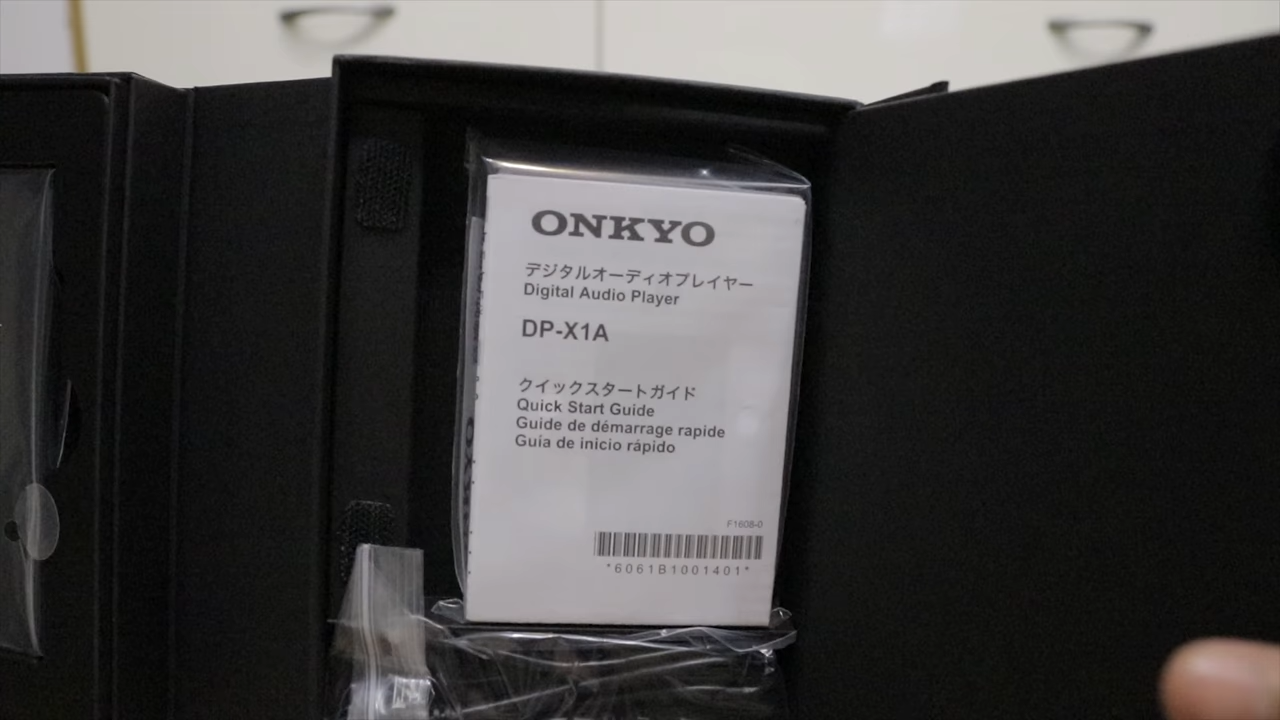 ONKYO
デジタルオーディオプレイヤー
Digital Audio Player
DP-X1A
クイックスタートガイド
Quick Start Guide
Guide de démarrage rapide
Guía de inicio rápido
F1608-0
*6061B1001401*